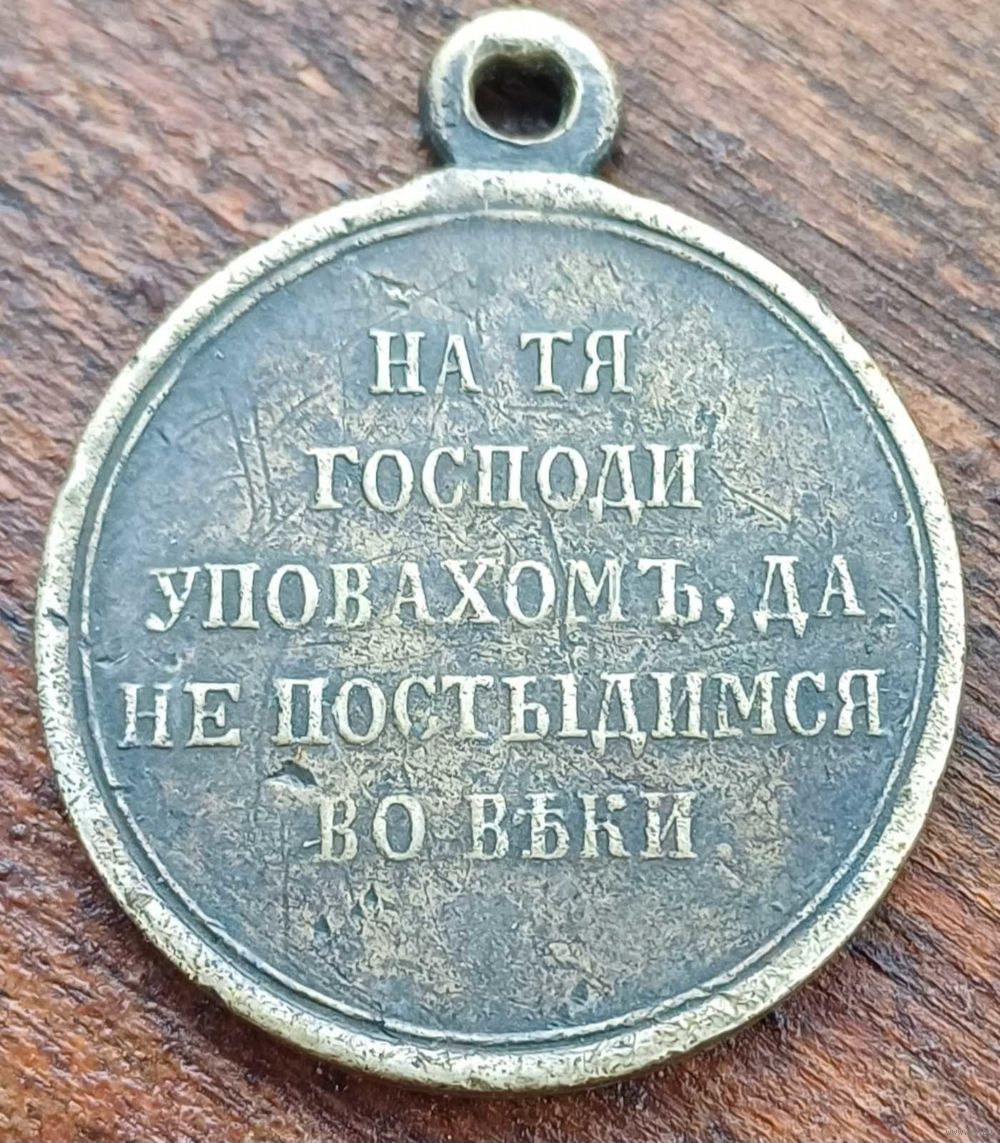 НА ТЯ
ГОСПОДИ
УПОВАХОМЪ, ДА
НЕ ПОСТЫДИМСЯ
ВО ВѢКИ